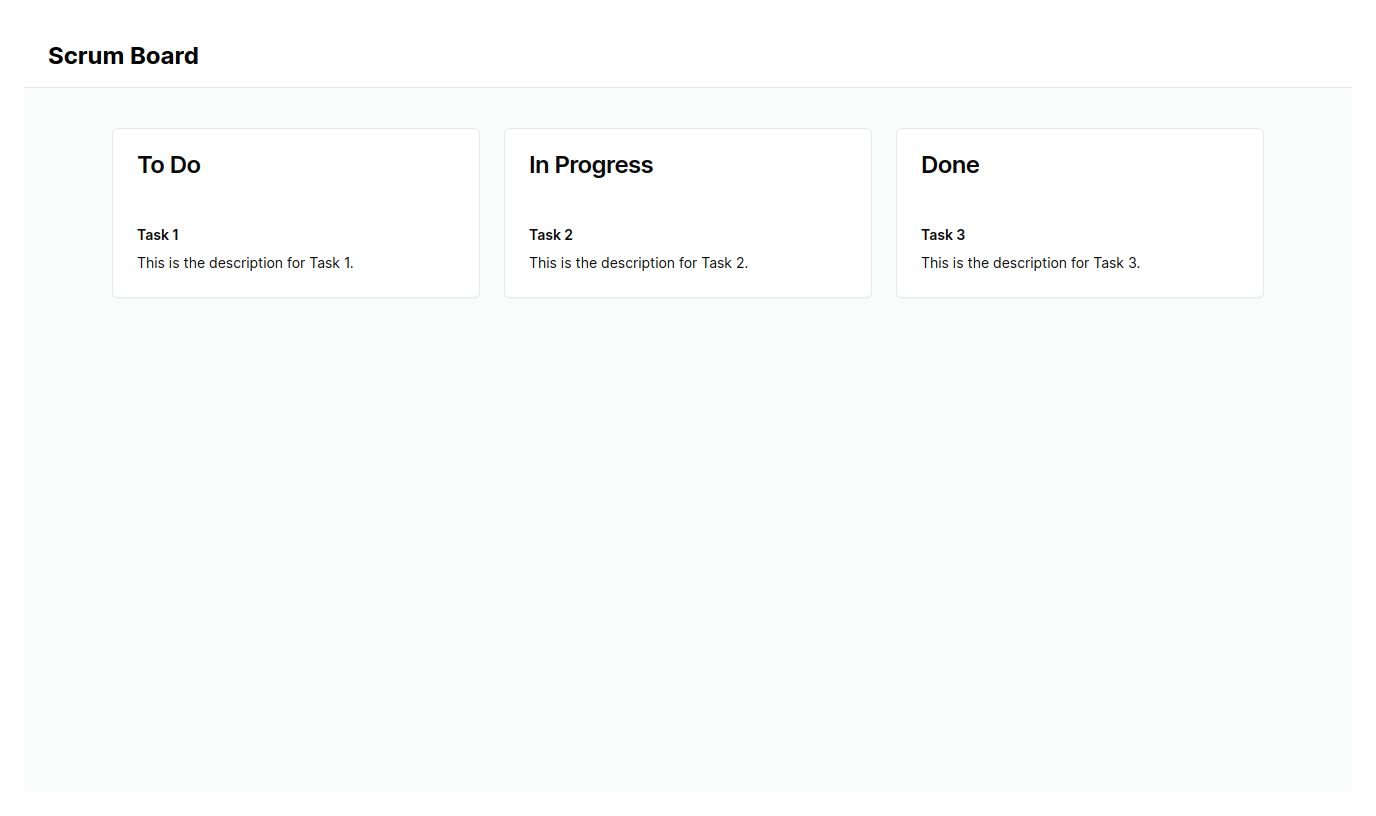 Scrum Board
To Do
Task 1
This is the description for Task 1.
In Progress
Task 2
This is the description for Task 2.
Done
Task 3
This is the description for Task 3.